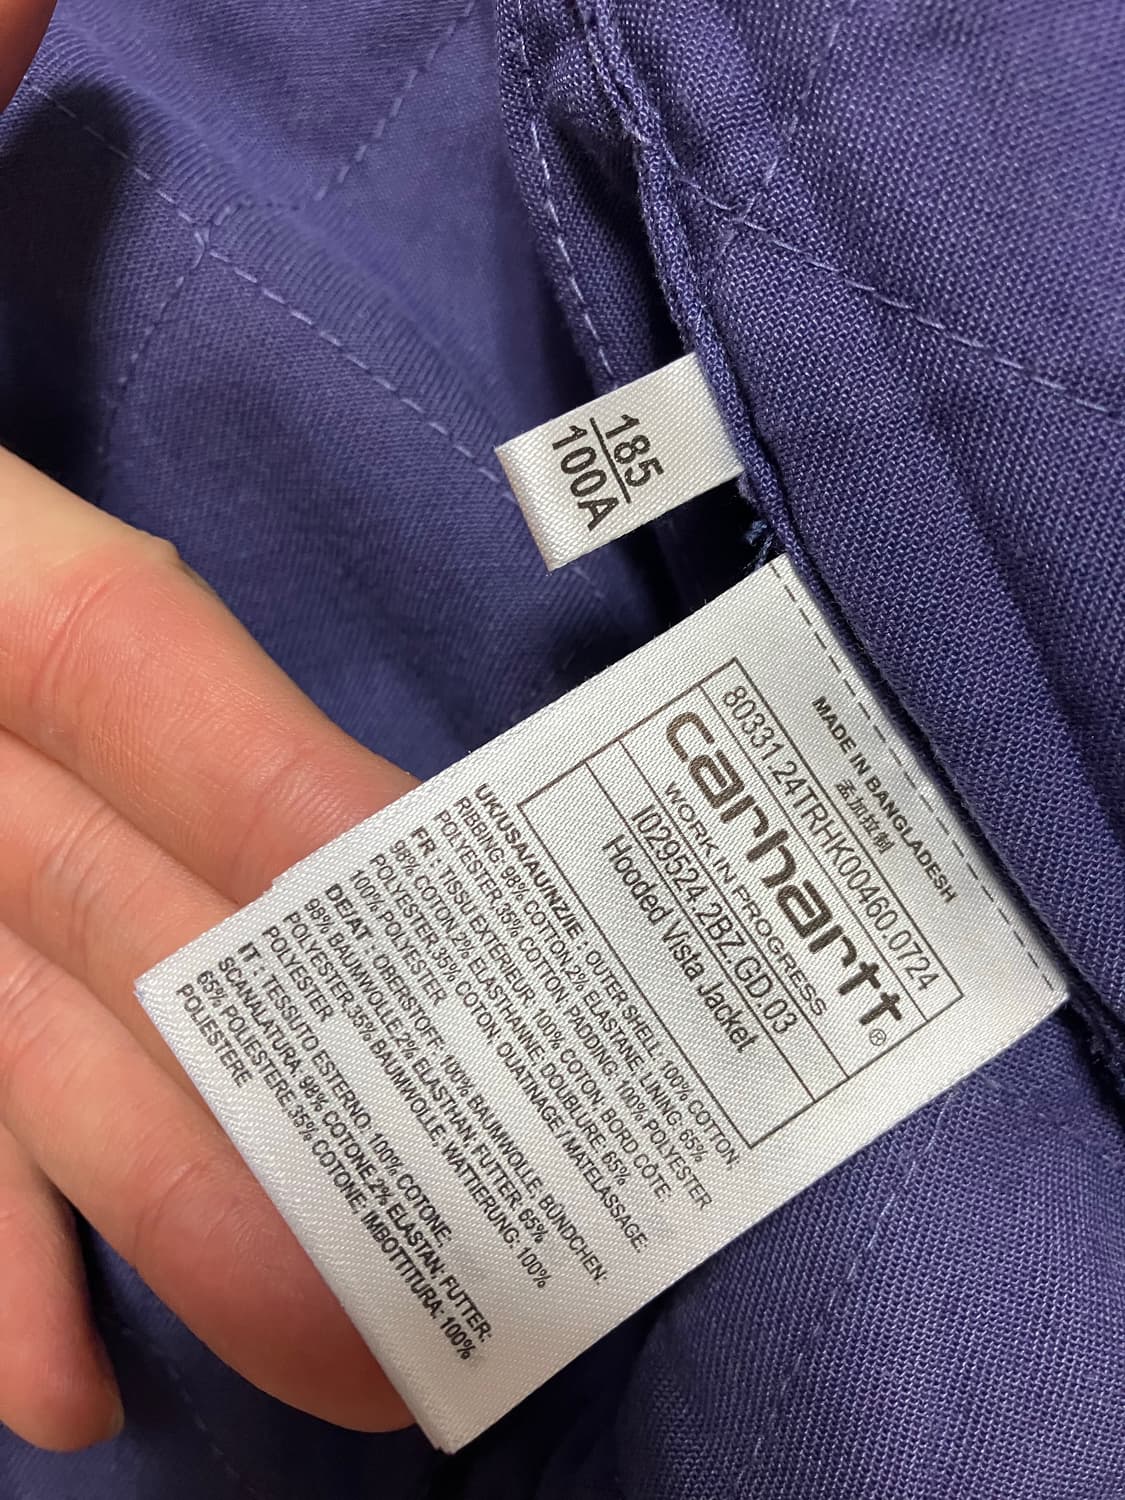 185
100A
MADE IN BANGLADESH
孟加拉制
80331.24TRHK00460.0724
carhartt®
WORK IN PROGRESS
I029524.2BZ.GD.03
Hooded Vista Jacket
UK/USA/AU/NZ/IE : OUTER SHELL: 100% COTTON,
RIBBING: 98% COTTON,2% ELASTANE, LINING: 65%
POLYESTER,35% COTTON, PADDING: 100% POLYESTER
FR : TISSU EXTÉRIEUR: 100% COTON, BORD CÔTE
98% COTON,2% ELASTHANNE, DOUBLURE: 65%
POLYESTER,35% COTON, OUATINAGE / MATELASSAGE:
100% POLYESTER
DE/AT : OBERSTOFF: 100% BAUMWOLLE, BÜNDCHEN:
98% BAUMWOLLE,2% ELASTHAN, FUTTER: 65%
POLYESTER,35% BAUMWOLLE, WATTIERUNG: 100%
POLYESTER
IT : TESSUTO ESTERNO: 100% COTONE,
SCANALATURA: 98% COTONE,2% ELASTAN, FUTTER:
65% POLIESTERE,35% COTONE, IMBOTTITURA: 100%
POLIESTERE